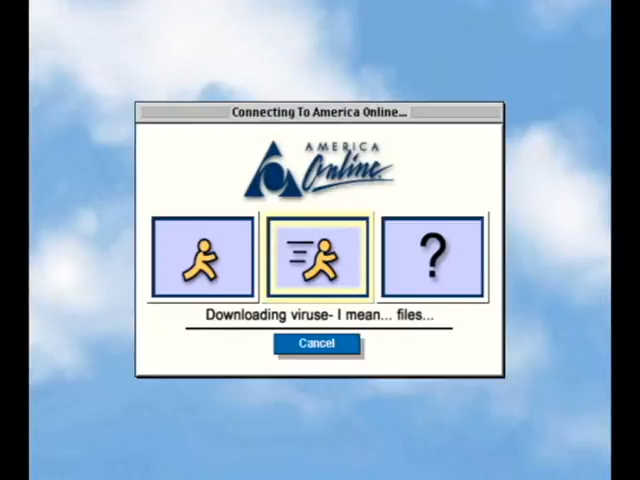 Connecting To America Online...
AMERICA
Online
?
Downloading viruse- I mean... files...
Cancel